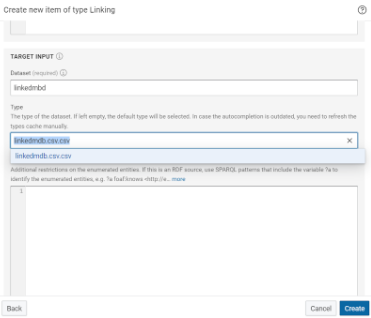 Create new item of type Linking
TARGET INPUT
Dataset (required)
linkedmbd
Type
The type of the dataset. If left empty, the default type will be selected. In case the autocompletion is outdated, you need to refresh the
types cache manually.
linkedmdb.csv.csv
linkedmdb.csv.csv
Additional restrictions on the enumerated entities. If this is an RDF source, use SPARQL patterns that include the variable ?a to
identify the enumerated entities, e.g. ?a foaf:knows <http://e... more
1
Back
Cancel
Create